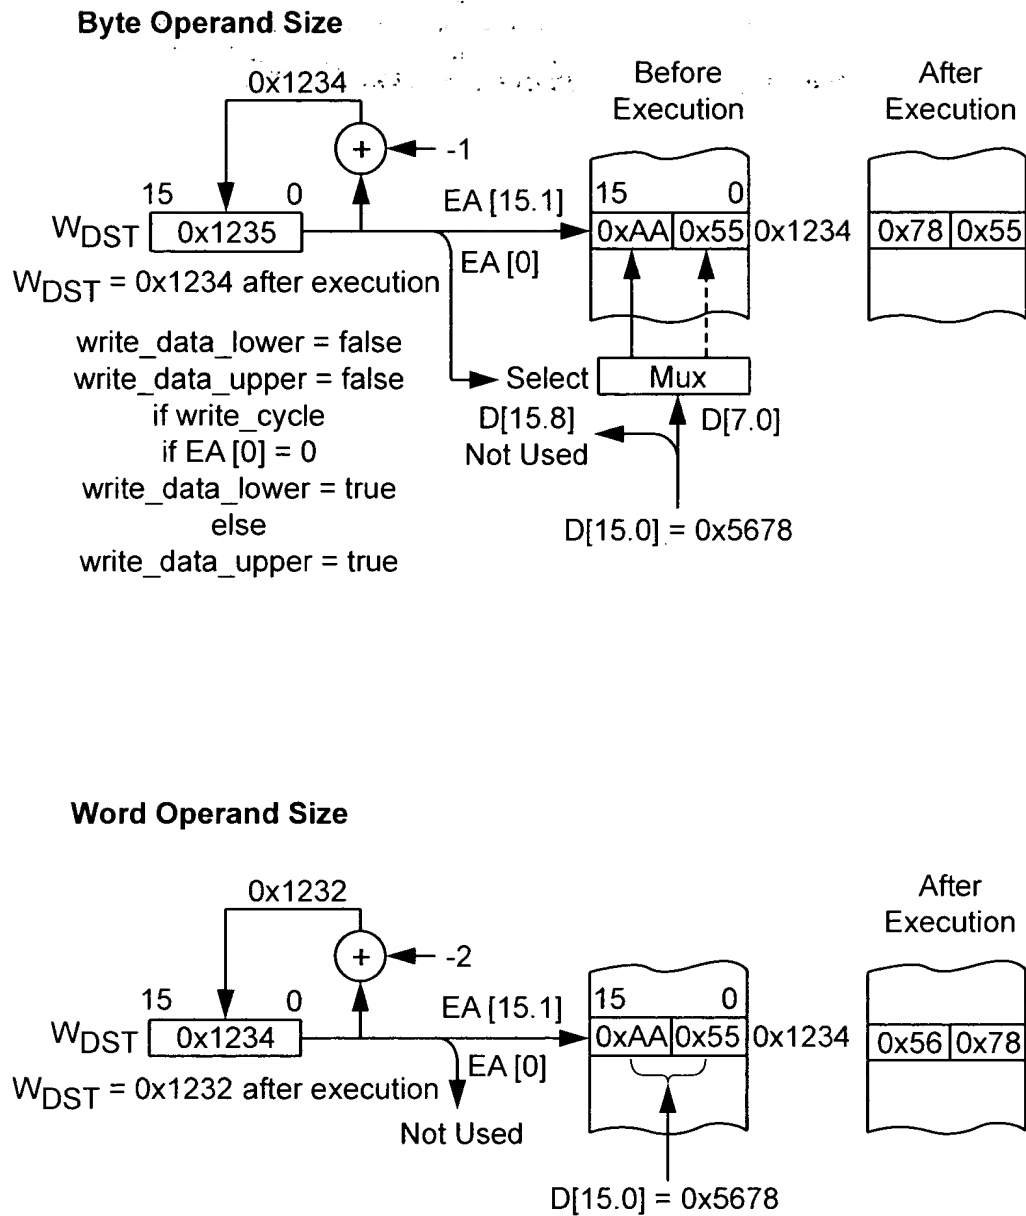 Byte Operand Size
0x1234
Before
Execution
After
Execution
+
-1
15 0
EA [15.1]
15 0
WDST 0x1235
0xAA 0x55 0x1234
0x78 0x55
EA [0]
WDST = 0x1234 after execution
write_data_lower = false
write_data_upper = false
if write_cycle
if EA [0] = 0
write_data_lower = true
else
write_data_upper = true
Select
Mux
D[15.8]
Not Used
D[7.0]
D[15.0] = 0x5678
Word Operand Size
0x1232
After
Execution
+
-2
15 0
EA [15.1]
15 0
WDST 0x1234
0xAA 0x55 0x1234
0x56 0x78
EA [0]
WDST = 0x1232 after execution
Not Used
D[15.0] = 0x5678